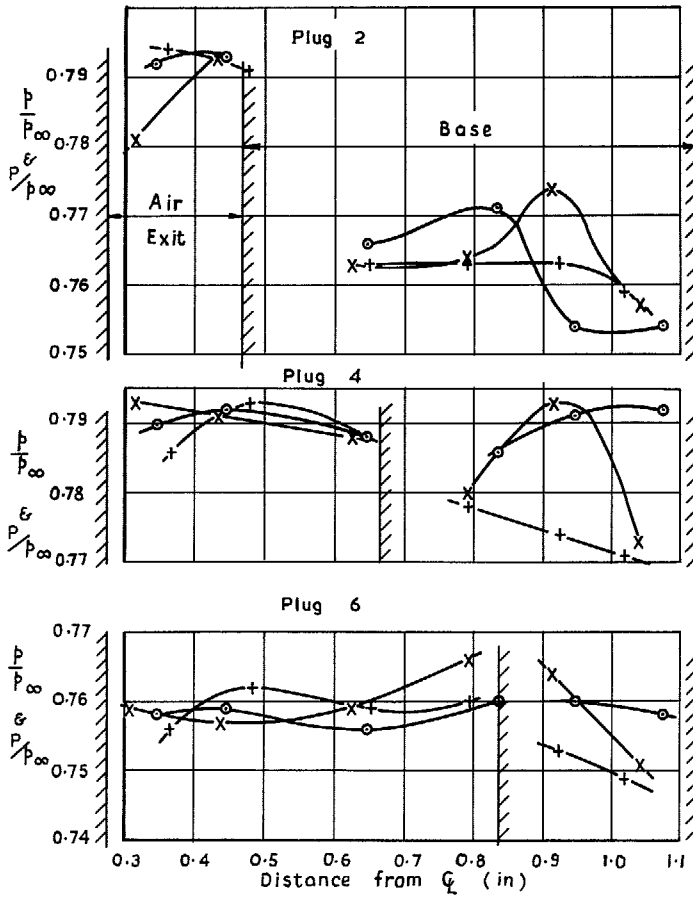 Plug 2
0.79
0.78
0.77
0.76
0.75
p/p∞
&
P/p∞
Base
Air
Exit
Plug 4
0.79
0.78
0.77
p/p∞
&
P/p∞
Plug 6
0.77
0.76
0.75
0.74
p/p∞
&
P/p∞
0.3 0.4 0.5 0.6 0.7 0.8 0.9 1.0 1.1
Distance from ℄ (in)